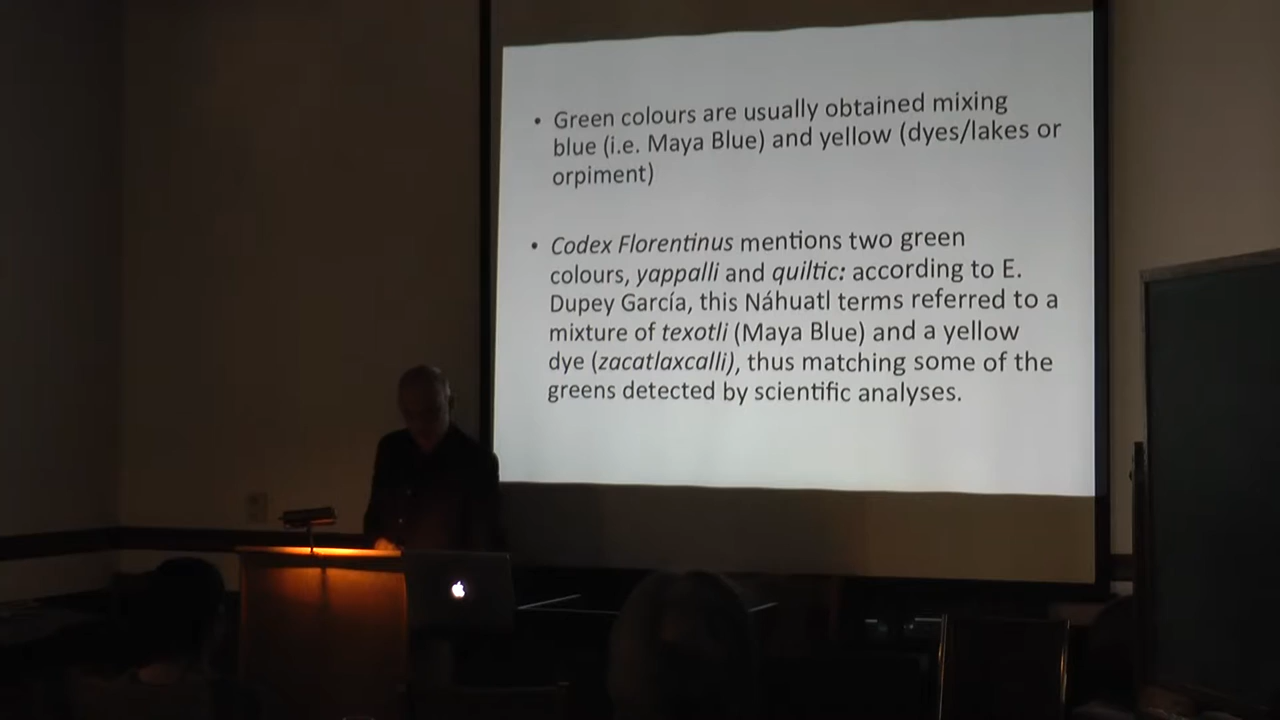 • Green colours are usually obtained mixing
blue (i.e. Maya Blue) and yellow (dyes/lakes or
orpiment)
• Codex Florentinus mentions two green
colours, yappalli and quiltic: according to E.
Dupey García, this Náhuatl terms referred to a
mixture of texotli (Maya Blue) and a yellow
dye (zacatlaxcalli), thus matching some of the
greens detected by scientific analyses.